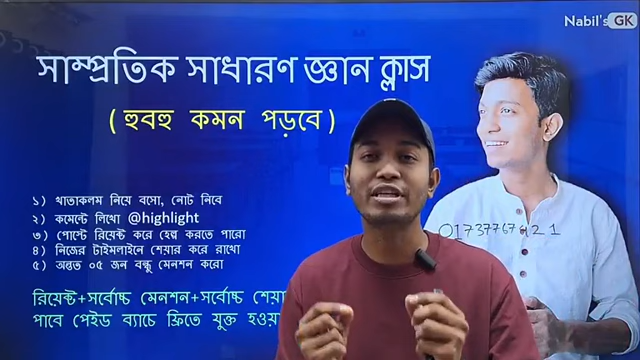 Nabil's GK
সাম্প্রতিক সাধারণ জ্ঞান ক্লাস
( হুবহু কমন পড়বে )
১) খাতাকলম নিয়ে বসো, নোট নিবে
২) কমেন্টে লিখো @highlight
৩) পোস্টে রিয়েক্ট করে হেল্প করতে পারো
৪) নিজের টাইমলাইনে শেয়ার করে রাখো
৫) অন্তত ০৫ জন বন্ধু মেনশন করো
রিয়েক্ট+সর্বোচ্চ মেনশন+সর্বোচ্চ শেয়া
পাবে পেইড ব্যাচে ফ্রিতে যুক্ত হওয়